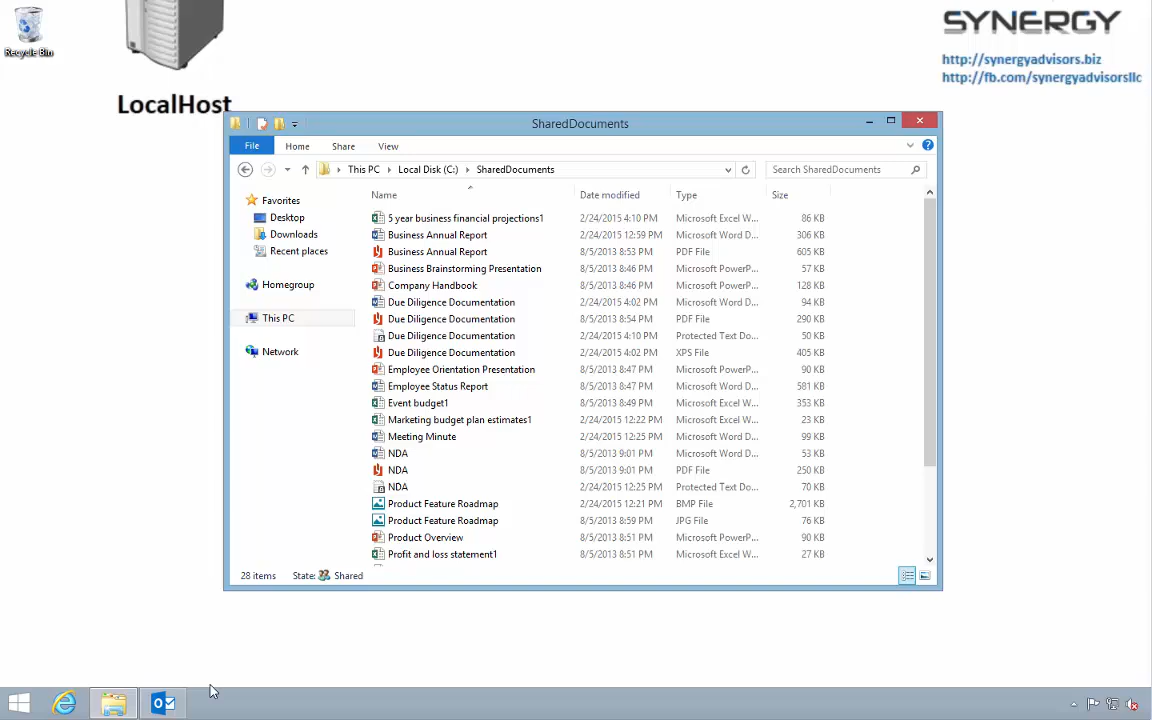 Recycle Bin
SYNERGY
http://synergyadvisors.biz
http://fb.com/synergyadvisorsllc
LocalHost
SharedDocuments
File Home Share View
This PC Local Disk (C:) SharedDocuments Search SharedDocuments
Name Date modified Type Size
Favorites
Desktop
Downloads
Recent places
Homegroup
This PC
Network
5 year business financial projections1 2/24/2015 4:10 PM Microsoft Excel W... 86 KB
Business Annual Report 2/24/2015 12:59 PM Microsoft Word D... 306 KB
Business Annual Report 8/5/2013 8:53 PM PDF File 605 KB
Business Brainstorming Presentation 8/5/2013 8:46 PM Microsoft PowerP... 57 KB
Company Handbook 8/5/2013 8:46 PM Microsoft PowerP... 128 KB
Due Diligence Documentation 2/24/2015 4:02 PM Microsoft Word D... 94 KB
Due Diligence Documentation 8/5/2013 8:54 PM PDF File 290 KB
Due Diligence Documentation 2/24/2015 4:10 PM Protected Text Do... 50 KB
Due Diligence Documentation 2/24/2015 4:02 PM XPS File 405 KB
Employee Orientation Presentation 8/5/2013 8:47 PM Microsoft PowerP... 90 KB
Employee Status Report 8/5/2013 8:47 PM Microsoft Word D... 581 KB
Event budget1 8/5/2013 8:49 PM Microsoft Excel W... 353 KB
Marketing budget plan estimates1 2/24/2015 12:22 PM Microsoft Excel W... 23 KB
Meeting Minute 2/24/2015 12:25 PM Microsoft Word D... 99 KB
NDA 8/5/2013 9:01 PM Microsoft Word D... 53 KB
NDA 8/5/2013 9:01 PM PDF File 250 KB
NDA 2/24/2015 12:25 PM Protected Text Do... 70 KB
Product Feature Roadmap 2/24/2015 12:21 PM BMP File 2,701 KB
Product Feature Roadmap 8/5/2013 8:59 PM JPG File 76 KB
Product Overview 8/5/2013 8:51 PM Microsoft PowerP... 90 KB
Profit and loss statement1 8/5/2013 8:51 PM Microsoft Excel W... 27 KB
28 items State: Shared